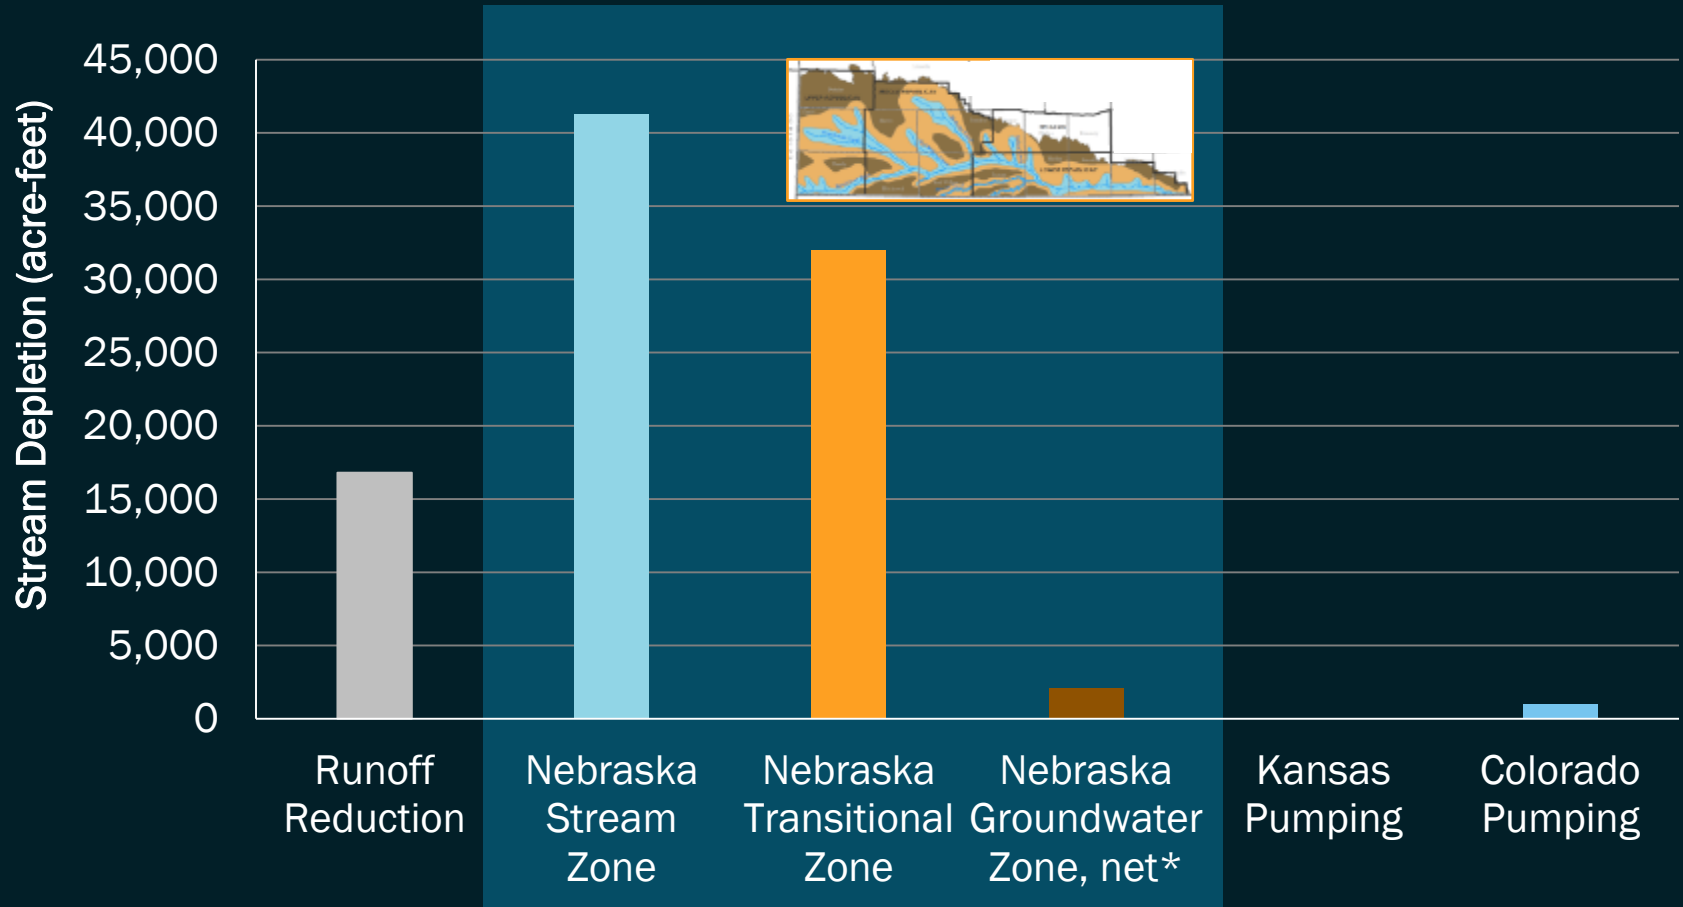 Stream Depletion (acre-feet)
45,000
40,000
35,000
30,000
25,000
20,000
15,000
10,000
5,000
0
Runoff
Reduction
Nebraska
Stream
Zone
Nebraska
Transitional
Zone
Nebraska
Groundwater
Zone, net*
Kansas
Pumping
Colorado
Pumping